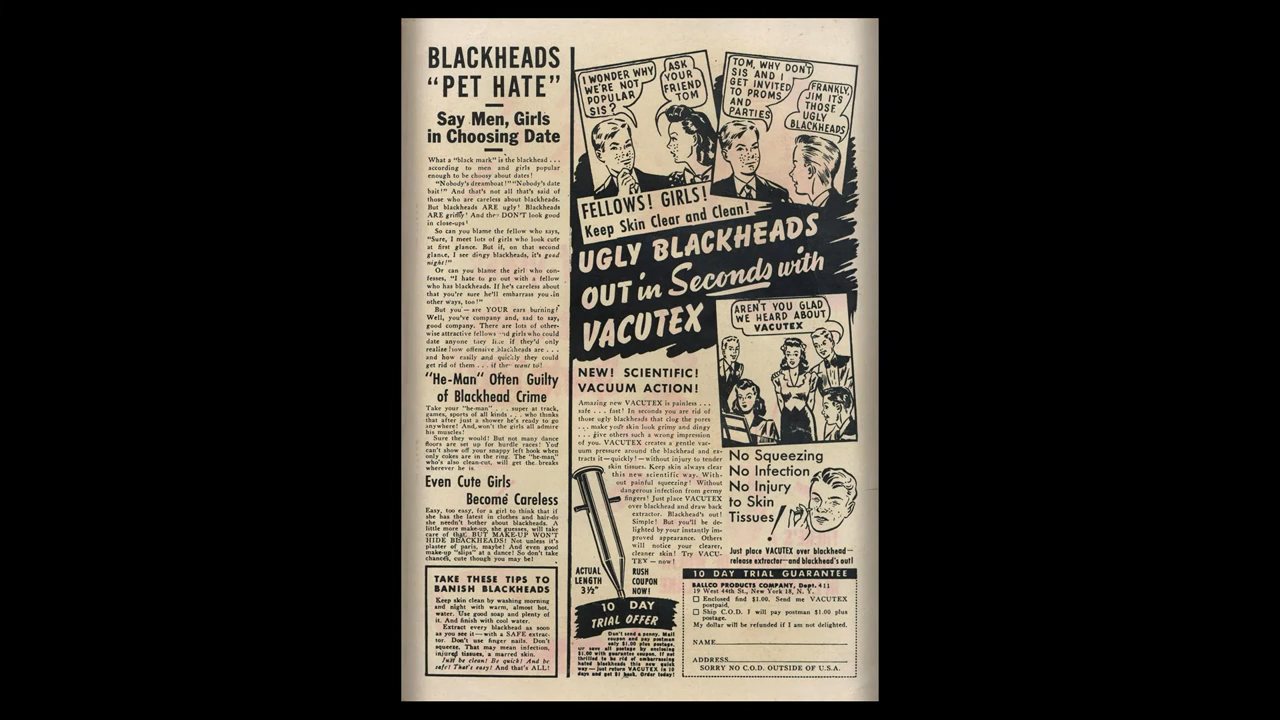 BLACKHEADS
"PET HATE"
Say Men, Girls
in Choosing Date
What a "black mark" is the blackhead . . .
according to men and girls popular
enough to be choosy about dates!
"Nobody's dreamboat!" "Nobody's date
bait!" And that's not all that's said of
those who are careless about blackheads.
But blackheads ARE ugly! Blackheads
ARE grimy! And they DON'T look good
in close-ups!
So can you blame the fellow who says,
"Sure, I meet lots of girls who look cute
at first glance. But if, on that second
glance, I see dingy blackheads, it's good
night!"
Or can you blame the girl who con-
fesses, "I hate to go out with a fellow
who has blackheads. If he's careless about
that you're sure he'll embarrass you in
other ways, too!"
But you — are YOUR ears burning?
Well, you've company and, sad to say,
good company. There are lots of other-
wise attractive fellows and girls who could
date anyone they like if they'd only
realize how offensive blackheads are . . .
and how easily and quickly they could
get rid of them . . . if they want to!
"He-Man" Often Guilty
of Blackhead Crime
Take your "he-man" . . . super at track,
games, sports of all kinds . . . who thinks
that after just a shower he's ready to go
anywhere! And, won't the girls all admire
his muscles!
Sure they would! But not many dance
floors are set up for hurdle races! You
can't show off your snappy left hook when
only cokes are in the ring. The "he-man,"
who's also clean-cut, will get the breaks
wherever he is.
Even Cute Girls
Become Careless
Easy, too easy, for a girl to think that if
she has the latest in clothes and hair-do
she needn't bother about blackheads. A
little more make-up, she guesses, will take
care of that. BUT MAKE-UP WON'T
HIDE BLACKHEADS! Not unless it's
plaster of paris, maybe! And even good
make-up "slips" at a dance! So don't take
chances, cute though you may be!
TAKE THESE TIPS TO
BANISH BLACKHEADS
Keep skin clean by washing morning
and night with warm, almost hot,
water. Use good soap and plenty of
it. And finish with cool water.
Extract every blackhead as soon
as you see it — with a SAFE extrac-
tor. Don't use finger nails. Don't
squeeze. That may mean infection,
injured tissues, a marred skin.
Just be clean! Be quick! And be
safe! That's easy! And that's ALL!
I WONDER WHY
WE'RE NOT
POPULAR
SIS?
ASK
YOUR
FRIEND
TOM
TOM, WHY DON'T
SIS AND I
GET INVITED
TO PROMS
AND
PARTIES
FRANKLY,
JIM IT'S
THOSE
UGLY
BLACKHEADS
FELLOWS! GIRLS!
Keep Skin Clear and Clean!
UGLY BLACKHEADS
OUT in Seconds with
VACUTEX
AREN'T YOU GLAD
WE HEARD ABOUT
VACUTEX
NEW! SCIENTIFIC!
VACUUM ACTION!
Amazing new VACUTEX is painless . . .
safe . . . fast! In seconds you are rid of
those ugly blackheads that clog the pores
. . . make your skin look grimy and dingy
. . . give others such a wrong impression
of you. VACUTEX creates a gentle vac-
uum pressure around the blackhead and ex-
tracts it—quickly!—without injury to tender
skin tissues. Keep skin always clear
this new scientific way. With-
out painful squeezing! Without
dangerous infection from germy
fingers! Just place VACUTEX
over blackhead and draw back
extractor. Blackhead's out!
Simple! But you'll be de-
lighted by your instantly im-
proved appearance. Others
will notice your clearer,
cleaner skin! Try VACU-
TEX — now!
ACTUAL
LENGTH
3½"
RUSH
COUPON
NOW!
10 DAY
TRIAL OFFER
Don't send a penny. Mail
coupon and pay postman
only $1.00 plus postage,
or save all postage by enclosing
$1.00 with guarantee coupon. If not
thrilled to be rid of embarrassing
hated blackheads this new quick
way—just return VACUTEX in 10
days and get $1 back. Order today!
No Squeezing
No Infection
No Injury
to Skin
Tissues!
Just place VACUTEX over blackhead—
release extractor—and blackhead's out!
10 DAY TRIAL GUARANTEE
BALLCO PRODUCTS COMPANY, Dept. 411
19 West 44th St., New York 18, N. Y.
Enclosed find $1.00. Send me VACUTEX
postpaid.
Ship C.O.D. I will pay postman $1.00 plus
postage.
My dollar will be refunded if I am not delighted.
NAME
ADDRESS
SORRY NO C.O.D. OUTSIDE OF U.S.A.